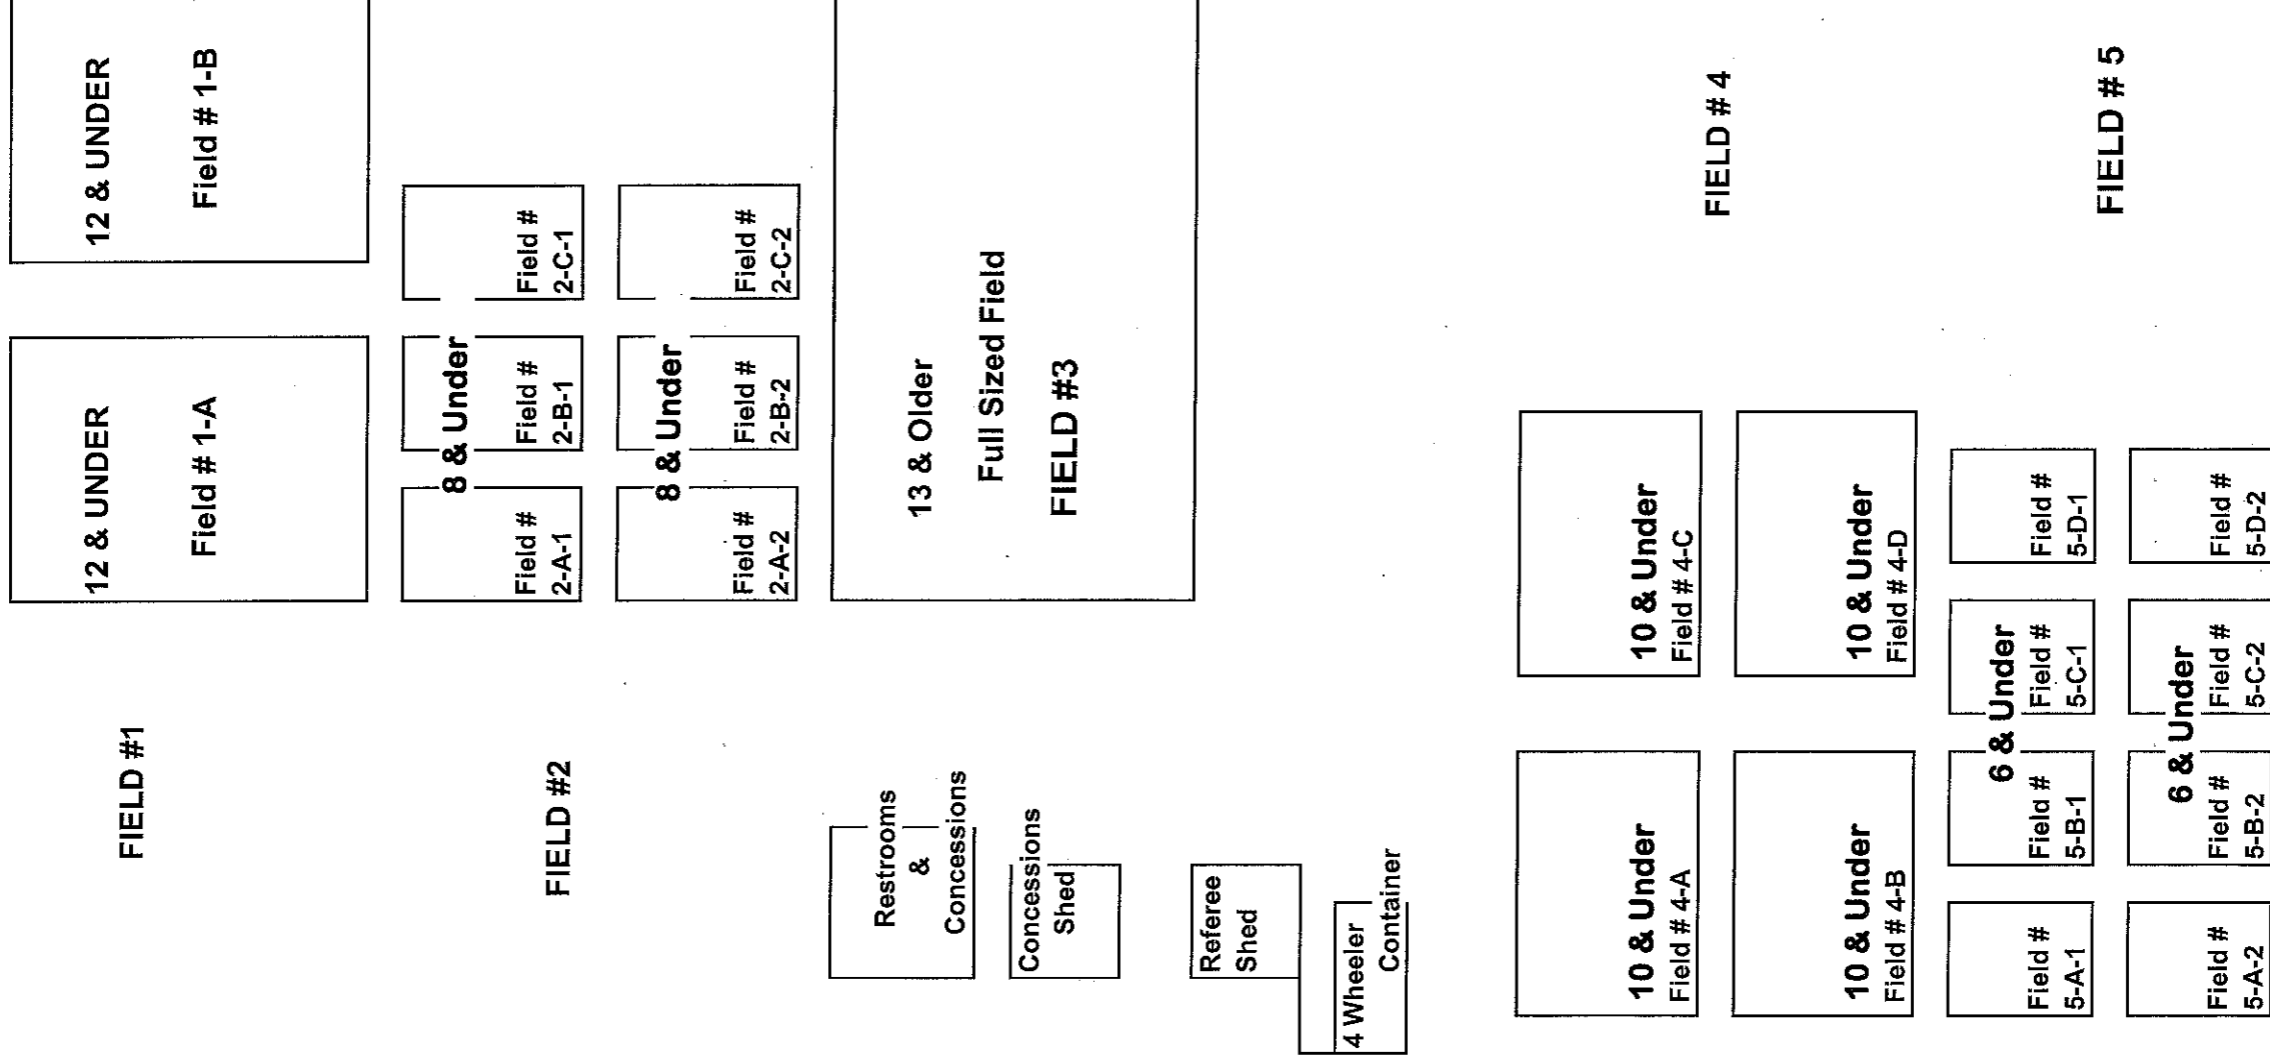 FIELD #1
12 & UNDER
Field # 1-A
12 & UNDER
Field # 1-B
FIELD #2
8 & Under
Field #
2-A-1
Field #
2-B-1
Field #
2-C-1
8 & Under
Field #
2-A-2
Field #
2-B-2
Field #
2-C-2
Restrooms
&
Concessions
13 & Older
Full Sized Field
FIELD #3
Concessions
Shed
Referee
Shed
4 Wheeler
Container
10 & Under
Field # 4-A
10 & Under
Field # 4-C
FIELD # 4
10 & Under
Field # 4-B
10 & Under
Field # 4-D
6 & Under
Field #
5-A-1
Field #
5-B-1
Field #
5-C-1
Field #
5-D-1
FIELD # 5
6 & Under
Field #
5-A-2
Field #
5-B-2
Field #
5-C-2
Field #
5-D-2